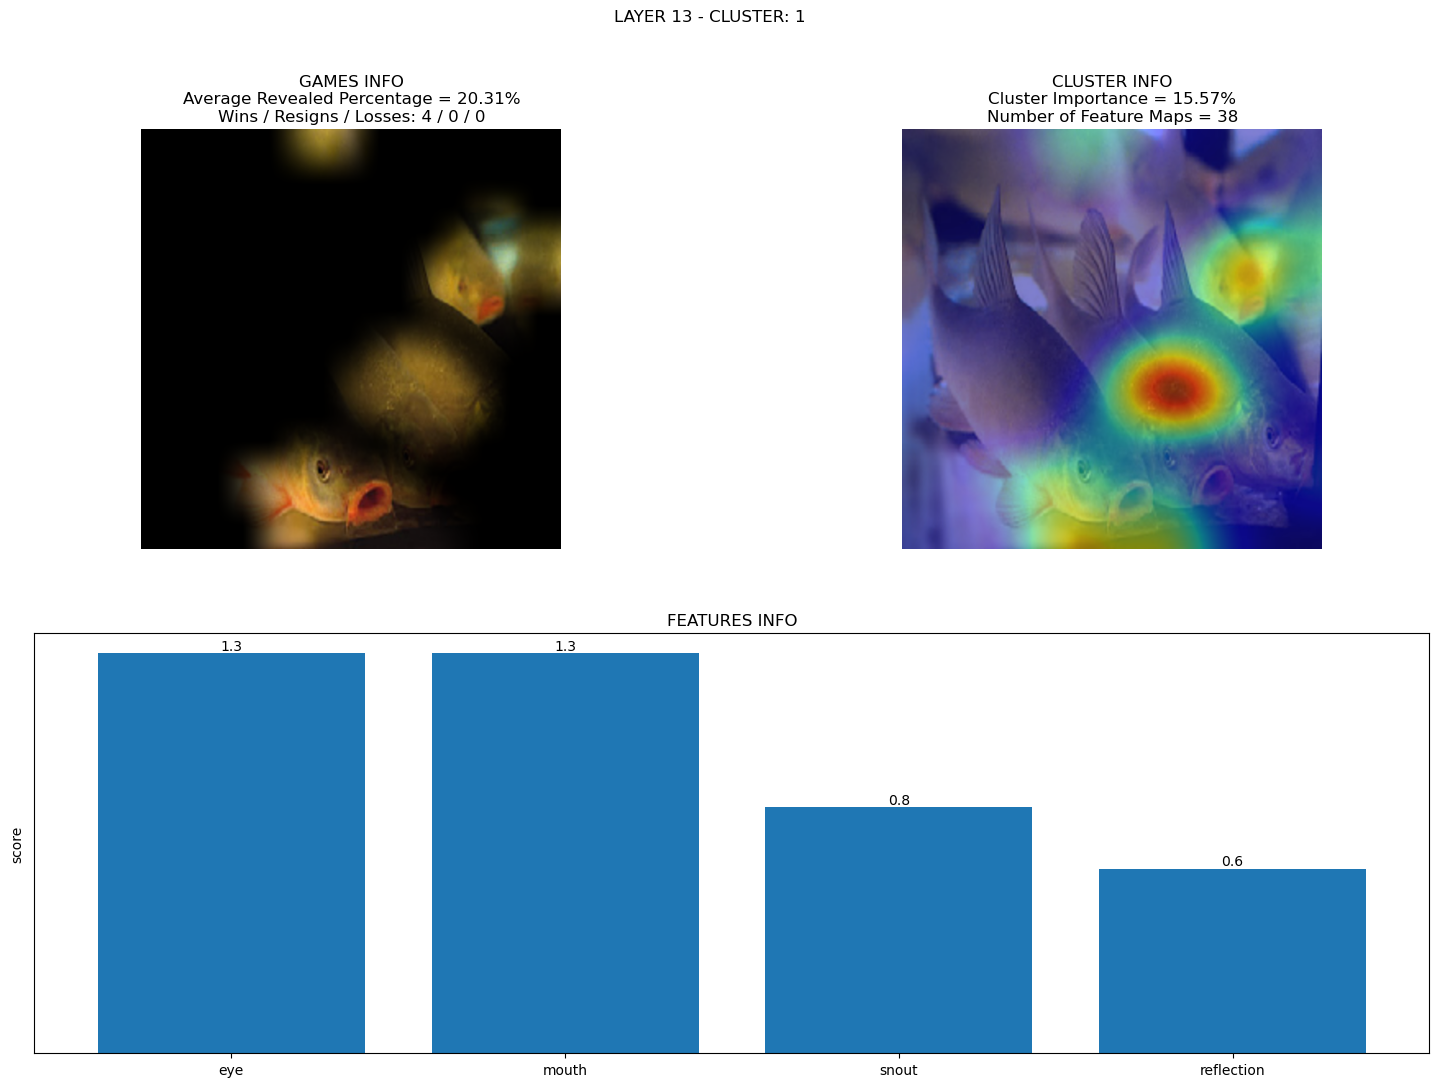 LAYER 13 - CLUSTER: 1
GAMES INFO
Average Revealed Percentage = 20.31%
Wins / Resigns / Losses: 4 / 0 / 0
CLUSTER INFO
Cluster Importance = 15.57%
Number of Feature Maps = 38
FEATURES INFO
score
1.3
1.3
0.8
0.6
eye
mouth
snout
reflection